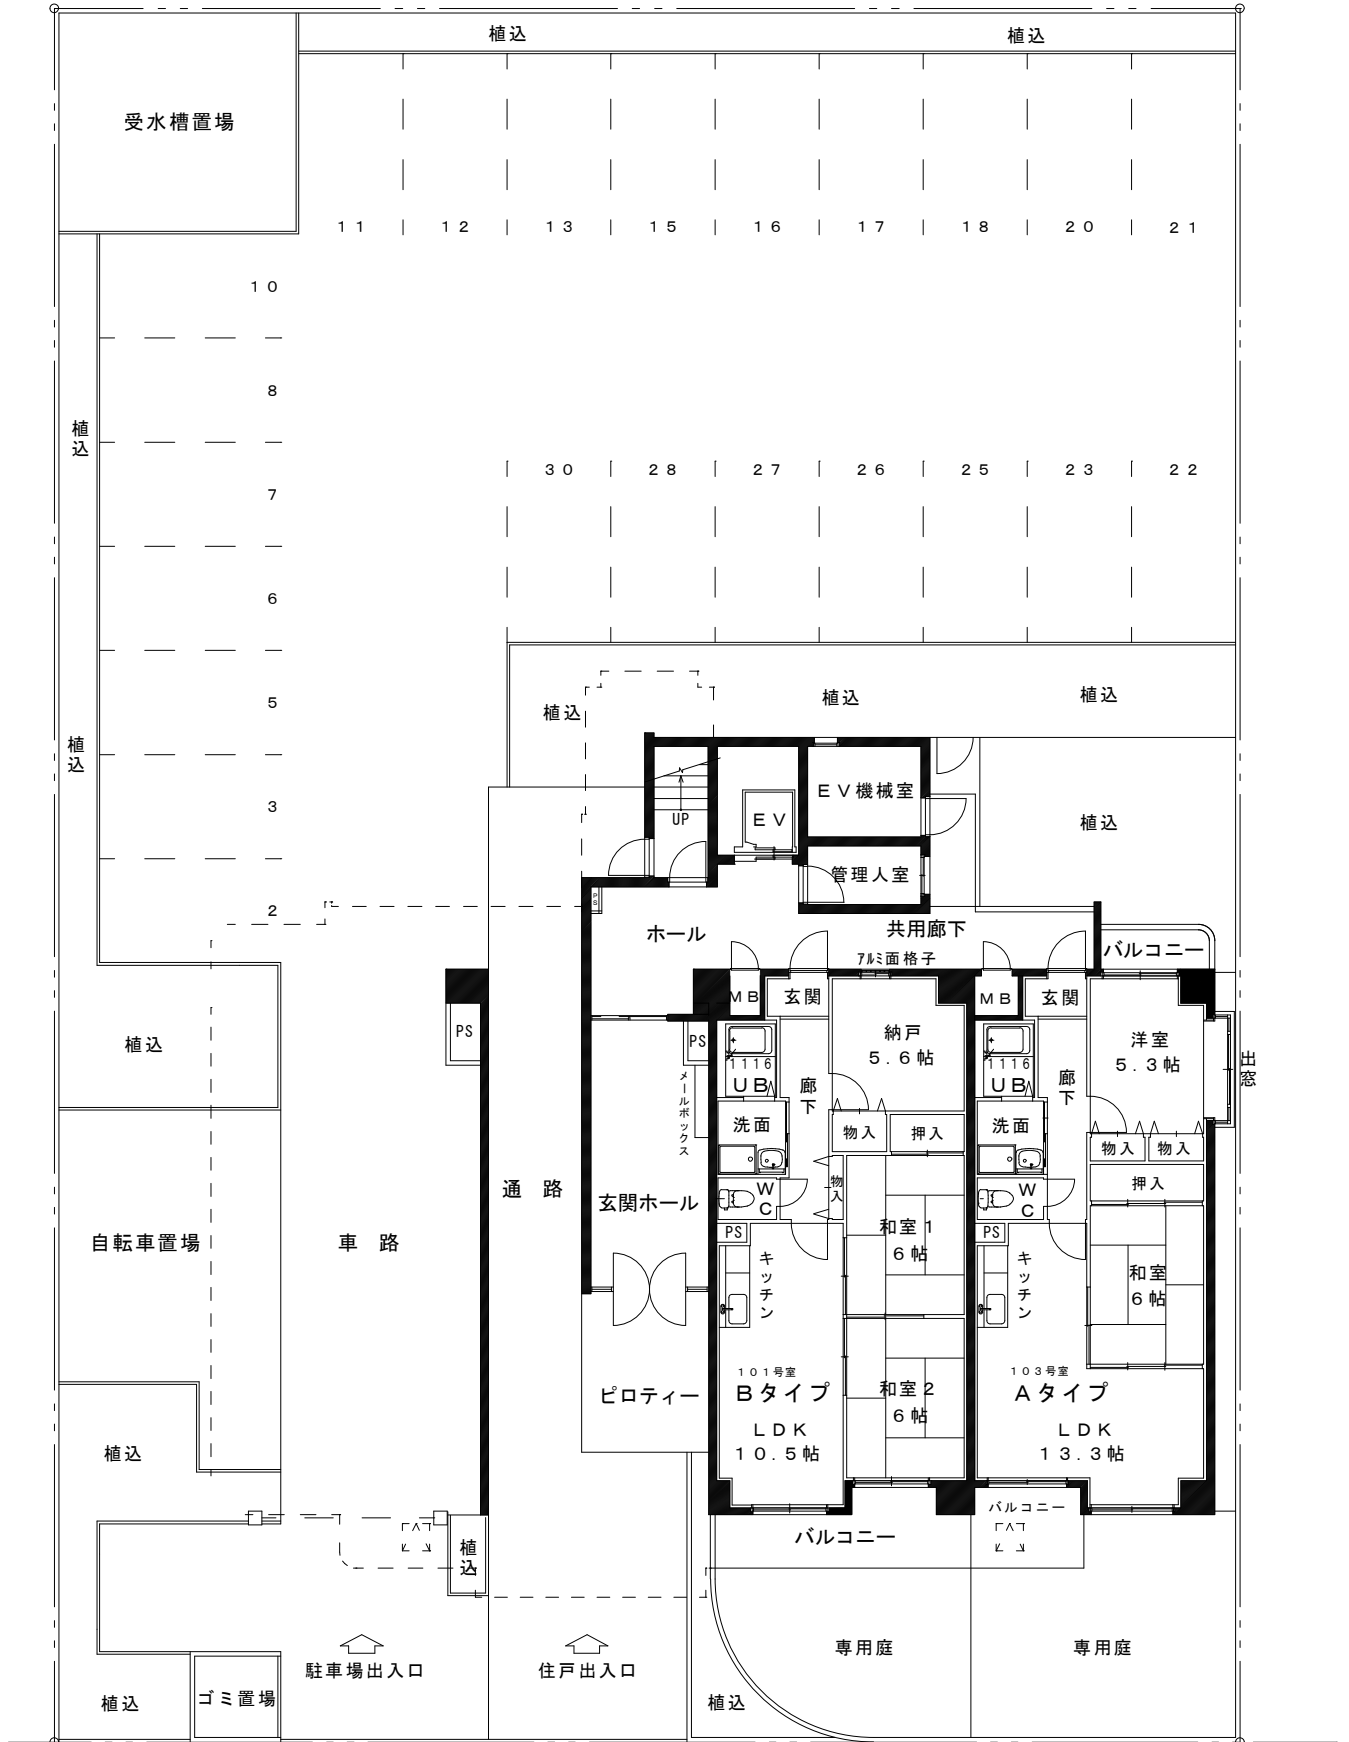 植込
植込
受水槽置場
11
12
13
15
16
17
18
20
21
10
8
植込
7
30
28
27
26
25
23
22
6
5
植込
3
2
植込
植込
植込
植込
UP
EV
EV機械室
管理人室
PS
ホール
共用廊下
アルミ面格子
バルコニー
MB
玄関
MB
玄関
PS
PS
植込
メールボックス
納戸
5.6帖
洋室
5.3帖
出窓
1116
UB
廊下
1116
UB
廊下
洗面
物入
押入
洗面
物入
物入
押入
通 路
玄関ホール
WC
物入
WC
自転車置場
車 路
PS
和室1
6帖
PS
キッチン
キッチン
和室
6帖
ピロティー
101号室
Bタイプ
LDK
10.5帖
和室2
6帖
103号室
Aタイプ
LDK
13.3帖
植込
バルコニー
バルコニー
植込
専用庭
専用庭
駐車場出入口
住戸出入口
植込
ゴミ置場
植込